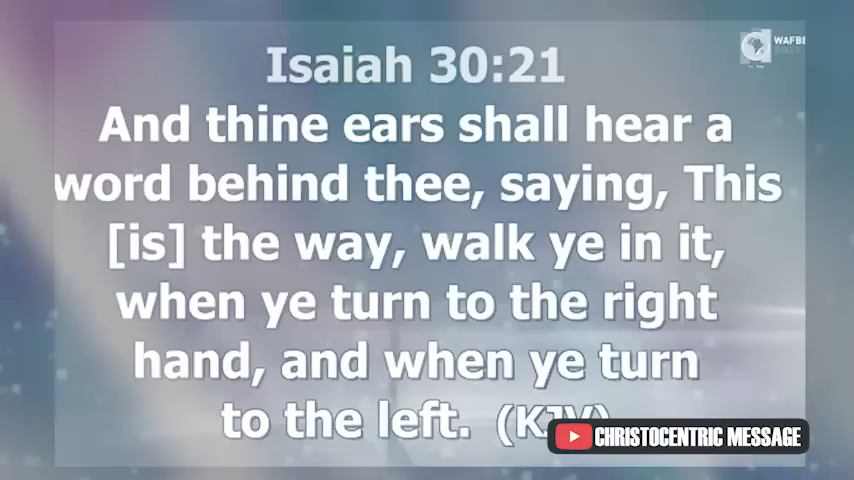 WAFBE
Isaiah 30:21
And thine ears shall hear a
word behind thee, saying, This
[is] the way, walk ye in it,
when ye turn to the right
hand, and when ye turn
to the left. (KJV)
CHRISTOCENTRIC MESSAGE